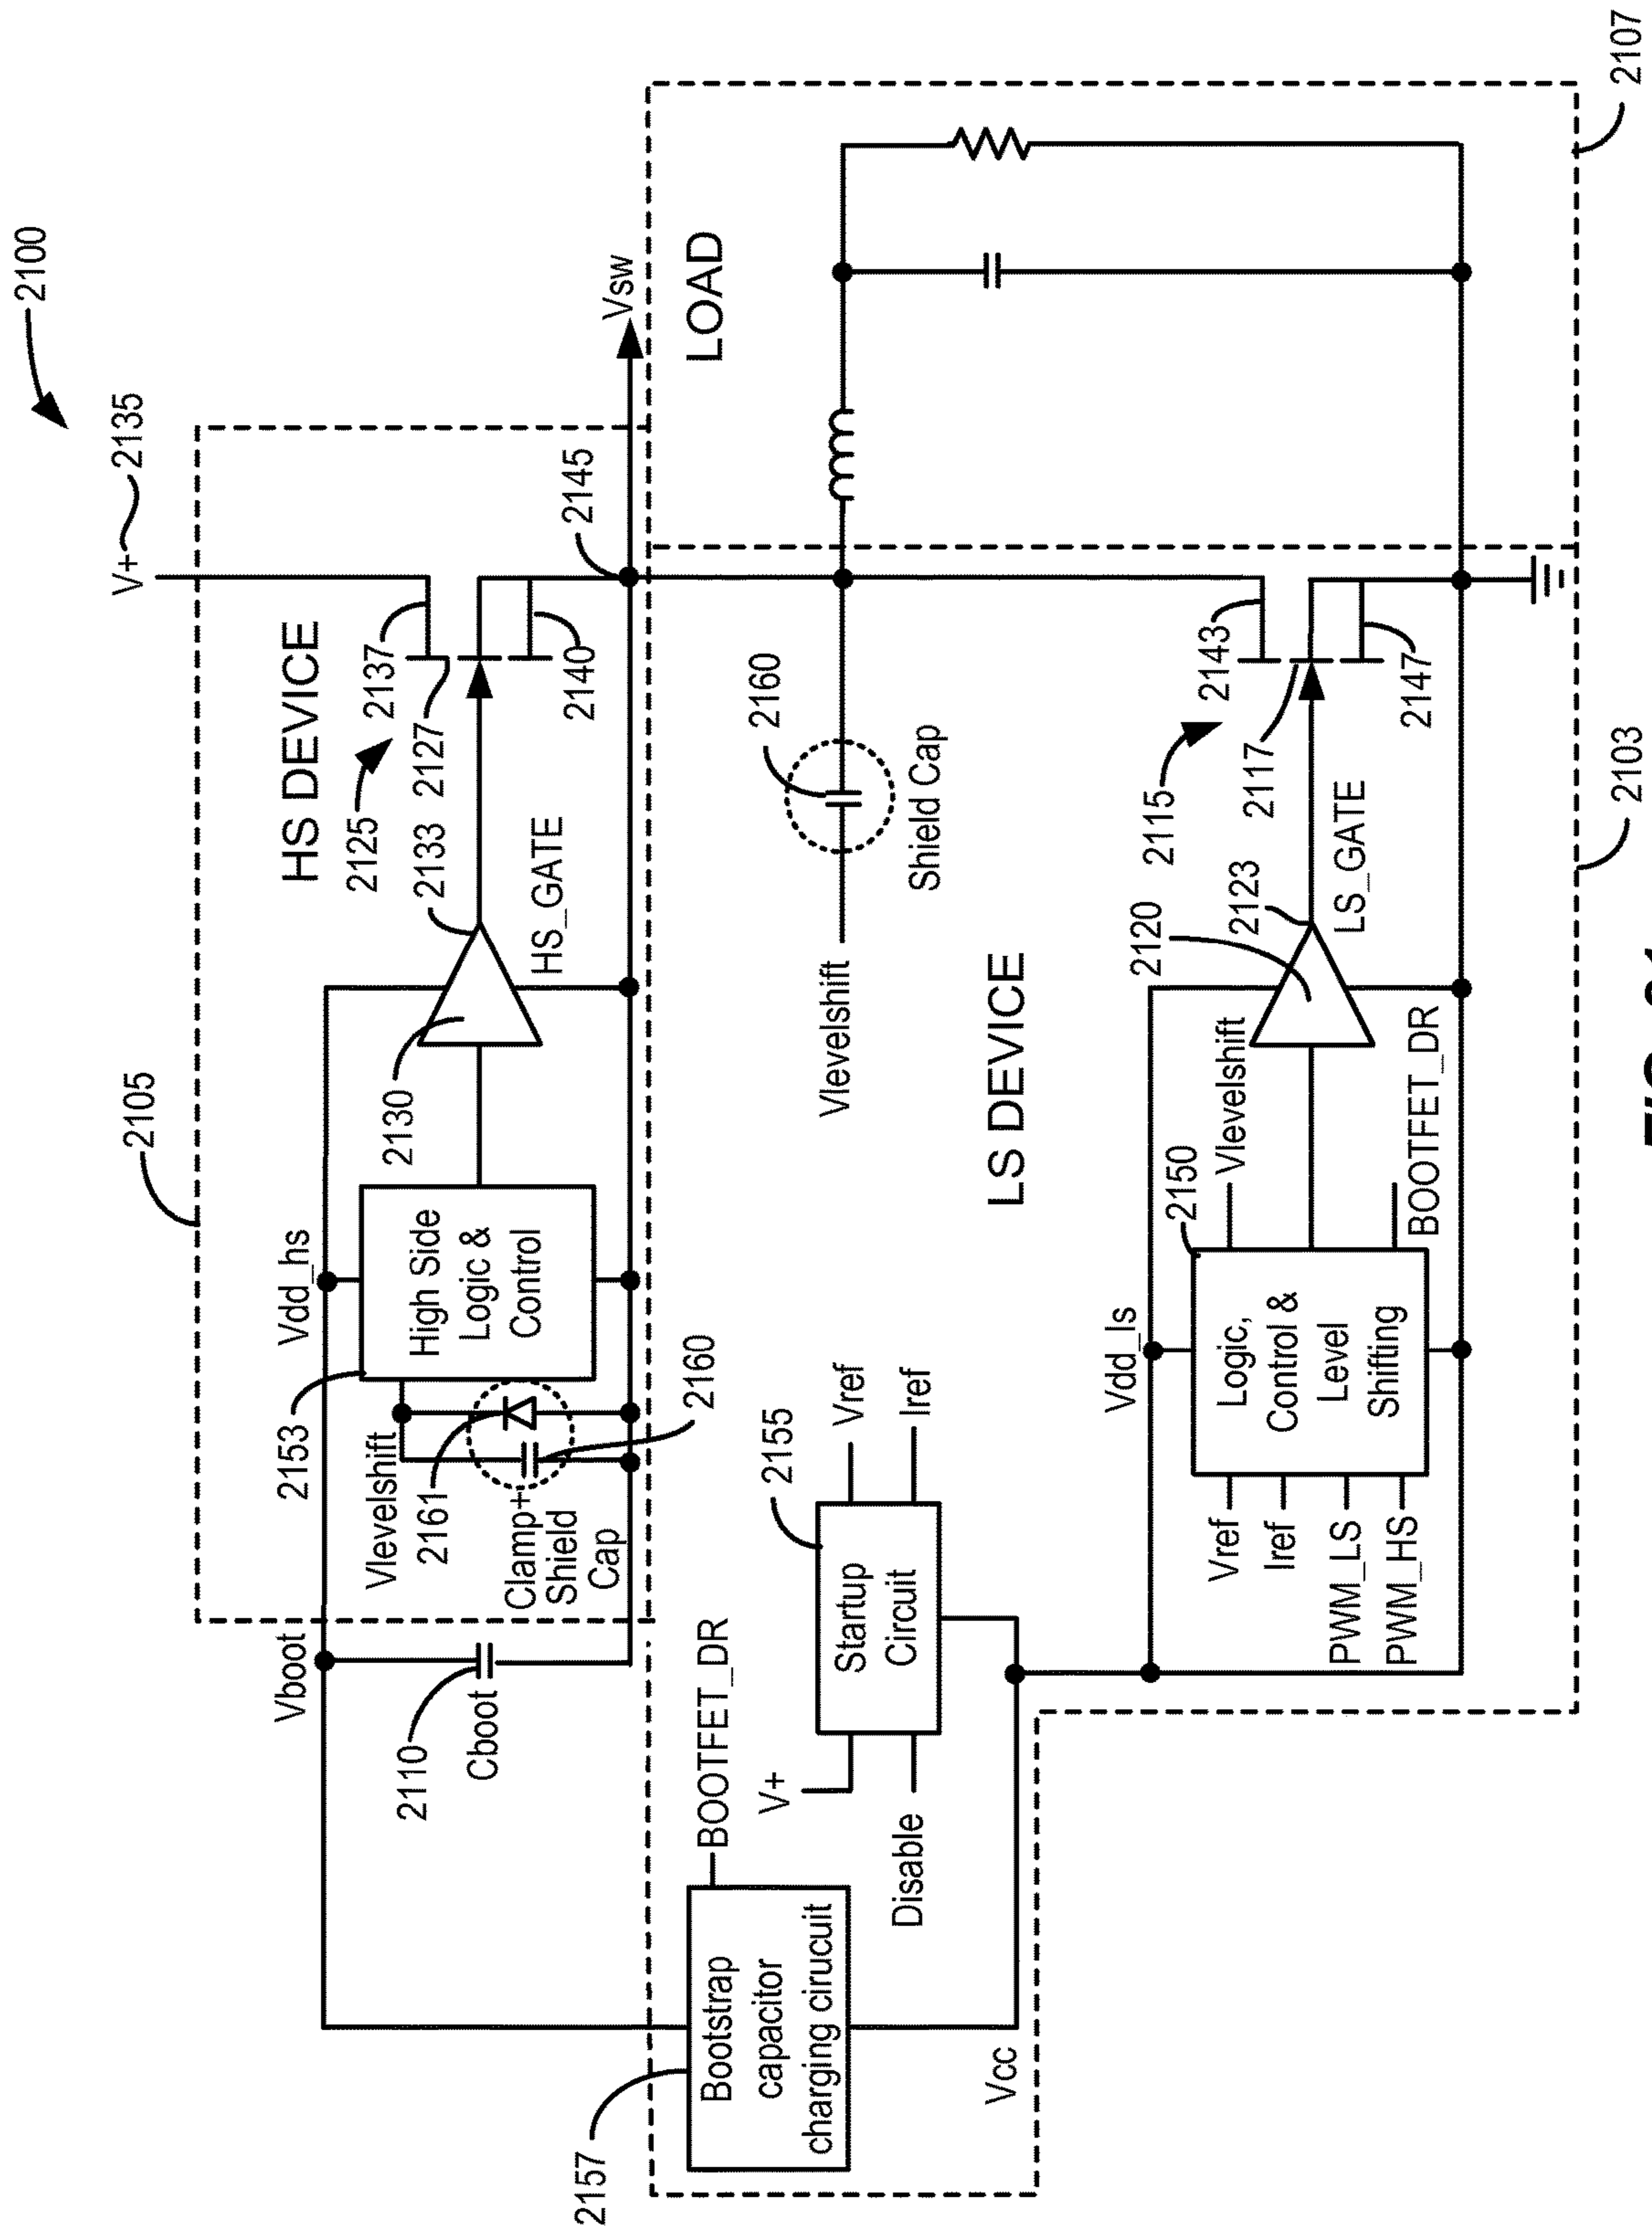 2100
V+
2135
2105
HS DEVICE
Vdd_hs
Vboot
2153
High Side
Logic &
Control
2130
2133
HS_GATE
2125
2137
2127
2140
2145
Vsw
Vlevelshift
2161
Clamp+
Shield
Cap
2160
2110
Cboot
2157
Bootstrap
capacitor
charging cirucuit
BOOTFET_DR
V+
Disable
Startup
Circuit
2155
Vref
Iref
Vcc
Vlevelshift
2160
Shield Cap
LOAD
LS DEVICE
Vdd_ls
2150
Logic,
Control &
Level
Shifting
Vref
Iref
PWM_LS
PWM_HS
Vlevelshift
BOOTFET_DR
2120
2123
LS_GATE
2115
2143
2117
2147
2103
2107